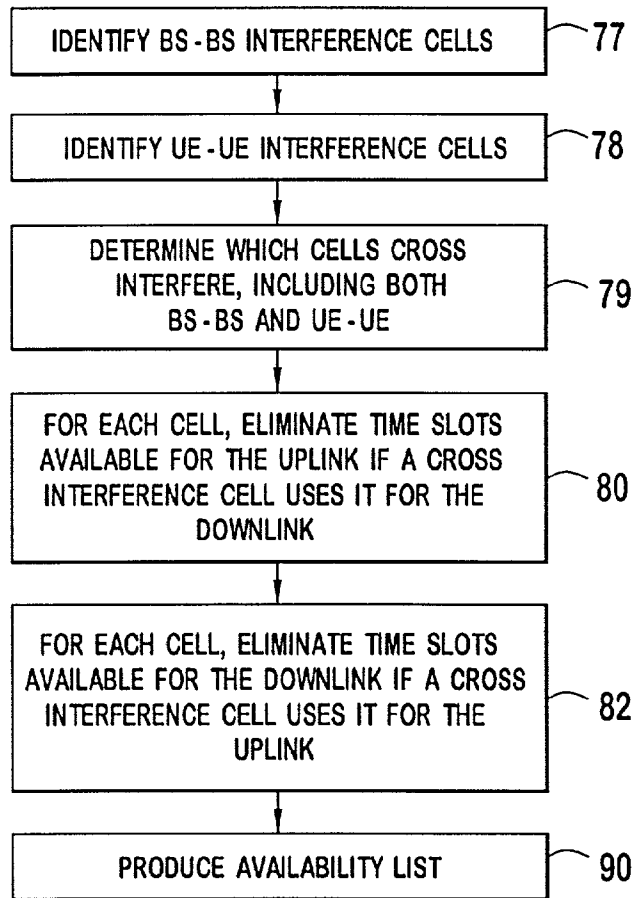 IDENTIFY BS-BS INTERFERENCE CELLS
77
IDENTIFY UE-UE INTERFERENCE CELLS
78
DETERMINE WHICH CELLS CROSS
INTERFERE, INCLUDING BOTH
BS-BS AND UE-UE
79
FOR EACH CELL, ELIMINATE TIME SLOTS
AVAILABLE FOR THE UPLINK IF A CROSS
INTERFERENCE CELL USES IT FOR THE
DOWNLINK
80
FOR EACH CELL, ELIMINATE TIME SLOTS
AVAILABLE FOR THE DOWNLINK IF A CROSS
INTERFERENCE CELL USES IT FOR THE
UPLINK
82
PRODUCE AVAILABILITY LIST
90